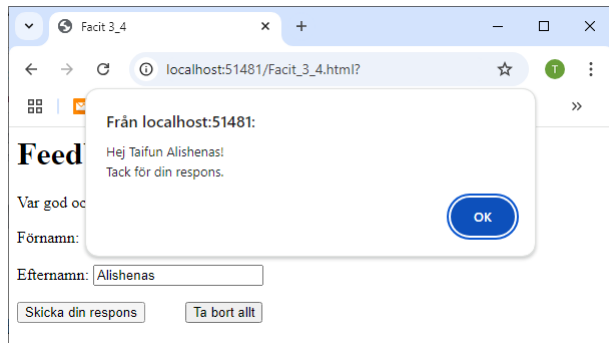 Facit 3_4
localhost:51481/Facit_3_4.html?
T
Från localhost:51481:
Hej Taifun Alishenas!
Tack för din respons.
OK
Feed
Var god oc
Förnamn:
Efternamn: Alishenas
Skicka din respons Ta bort allt